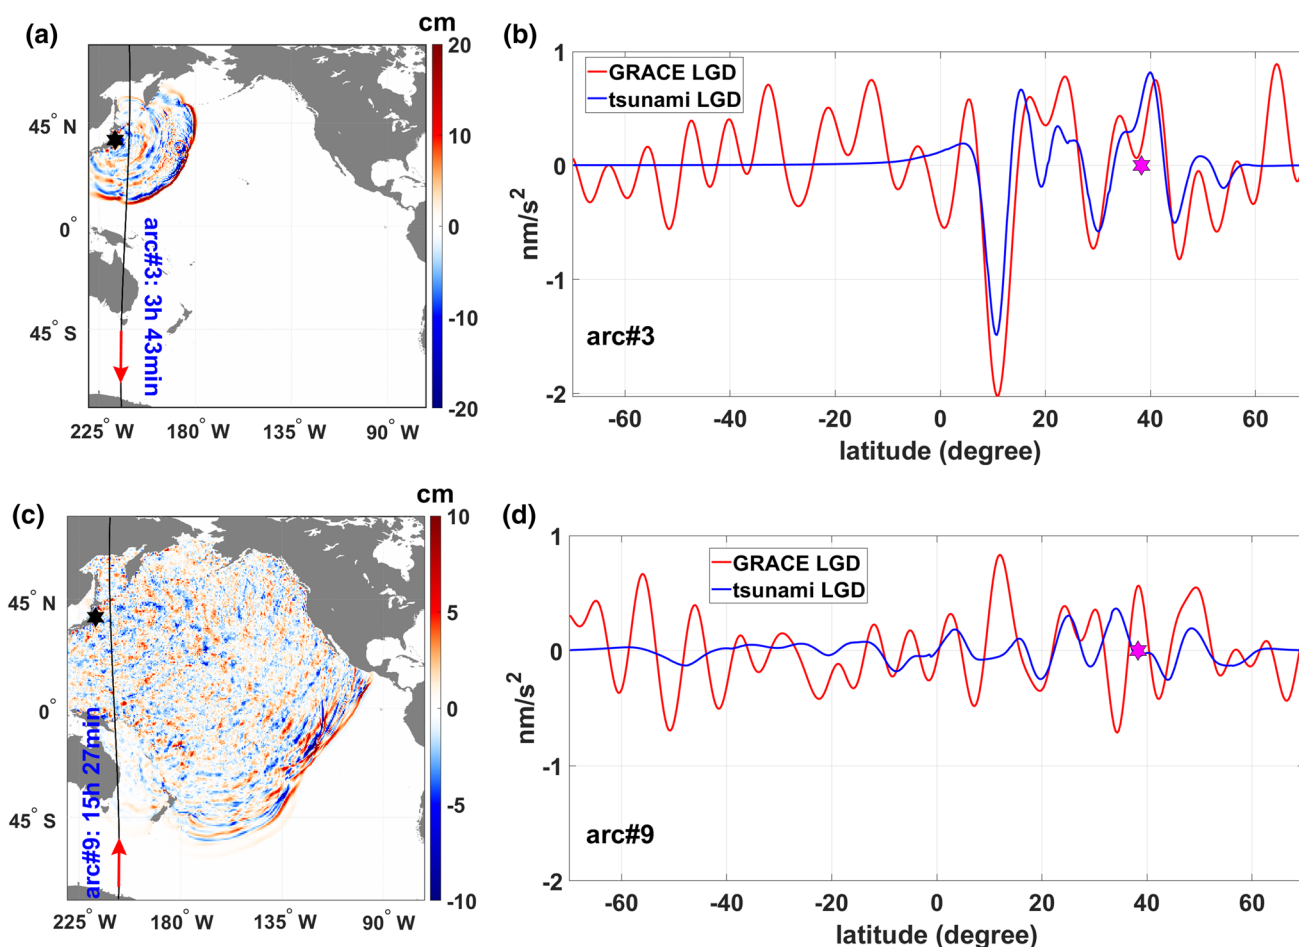 (a)
cm
20
10
0
-10
-20
45° N
0°
45° S
225° W
180° W
135° W
90° W
arc#3: 3h 43min
(b)
GRACE LGD
tsunami LGD
1
0
-1
-2
nm/s²
arc#3
-60
-40
-20
0
20
40
60
latitude (degree)
(c)
cm
10
5
0
-5
-10
45° N
0°
45° S
225° W
180° W
135° W
90° W
arc#9: 15h 27min
(d)
GRACE LGD
tsunami LGD
1
0
-1
-2
nm/s²
arc#9
-60
-40
-20
0
20
40
60
latitude (degree)